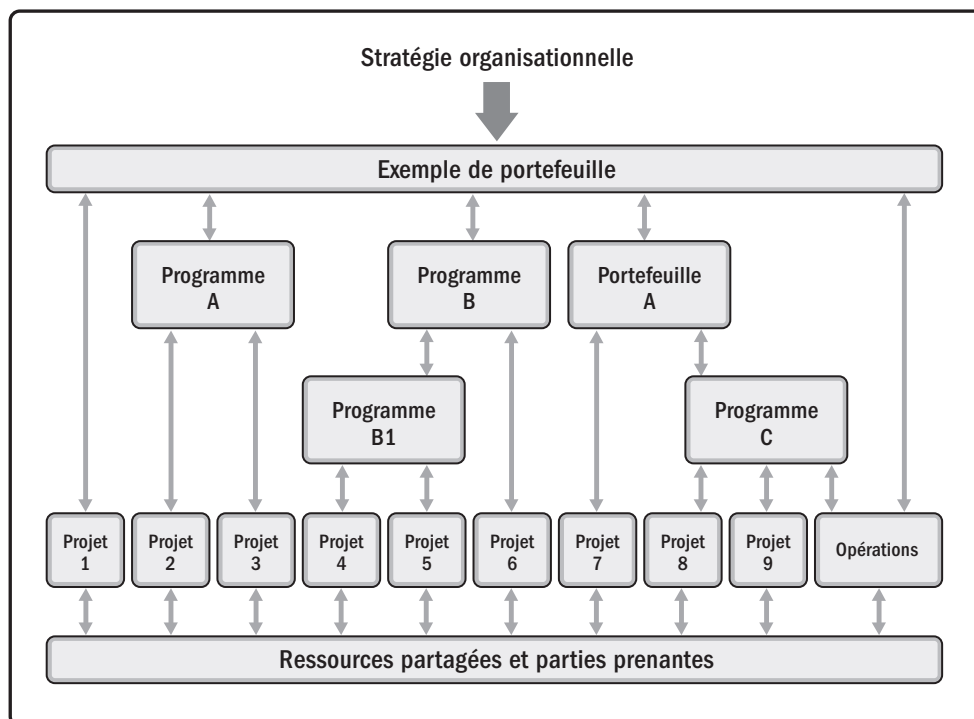 Stratégie organisationnelle
Exemple de portefeuille
Programme
A
Programme
B
Portefeuille
A
Programme
B1
Programme
C
Projet
1
Projet
2
Projet
3
Projet
4
Projet
5
Projet
6
Projet
7
Projet
8
Projet
9
Opérations
Ressources partagées et parties prenantes